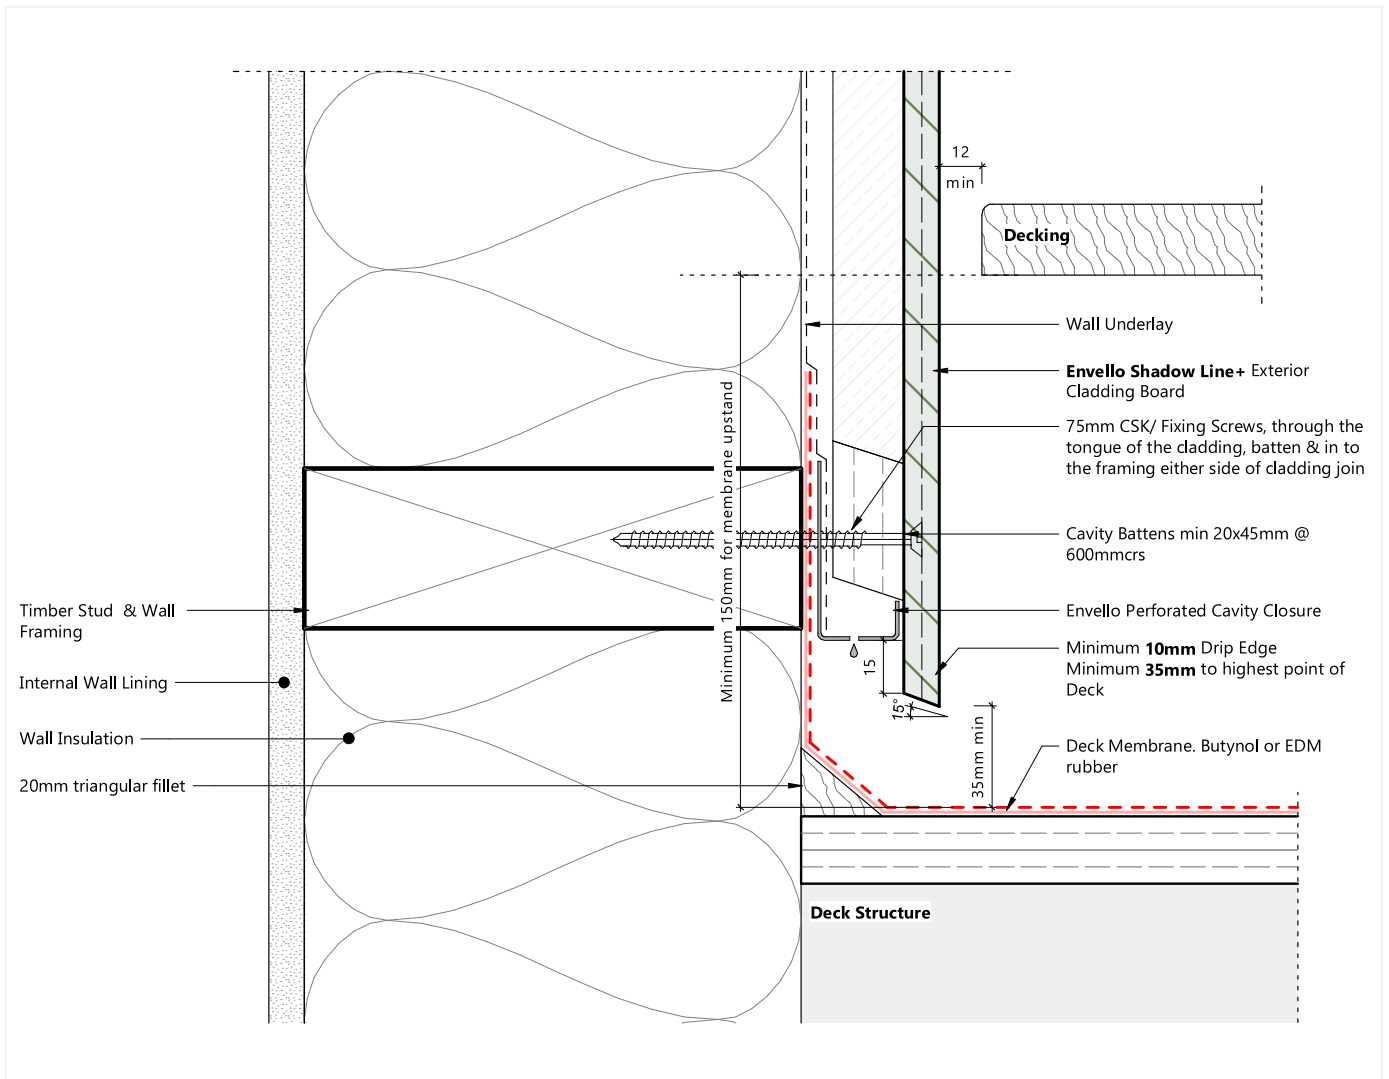 12
min
Decking
Wall Underlay
Envello Shadow Line+ Exterior
Cladding Board
75mm CSK/ Fixing Screws, through the
tongue of the cladding, batten & in to
the framing either side of cladding join
Minimum 150mm for membrane upstand
Cavity Battens min 20x45mm @
600mmcrs
Timber Stud & Wall
Framing
Envello Perforated Cavity Closure
Minimum 10mm Drip Edge
Minimum 35mm to highest point of
Deck
15
15°
Internal Wall Lining
Wall Insulation
35mm min
Deck Membrane. Butynol or EDM
rubber
20mm triangular fillet
Deck Structure